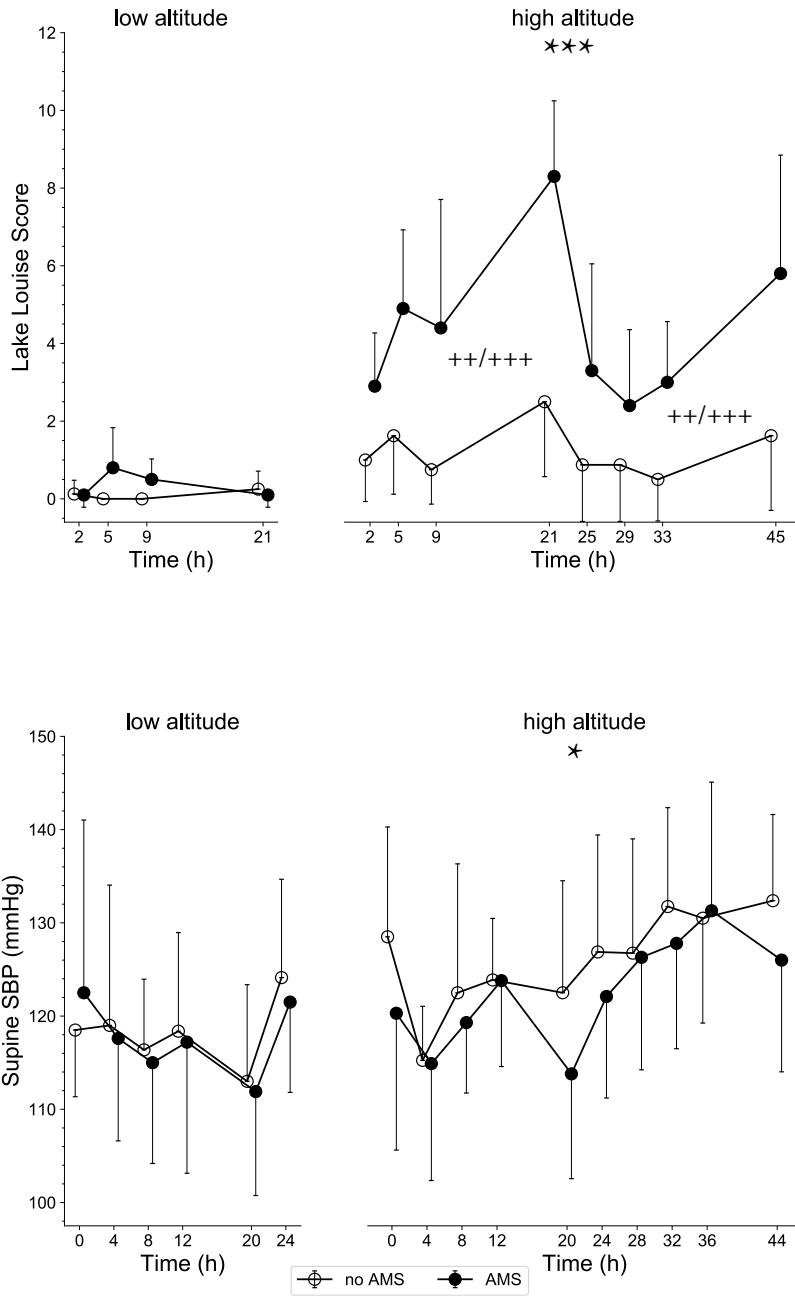 low altitude
high altitude
***
12
10
8
6
4
2
0
Lake Louise Score
++/+++
++/+++
2 5 9 21
2 5 9 21 25 29 33 45
Time (h)
Time (h)
low altitude
high altitude
*
150
140
130
120
110
100
Supine SBP (mmHg)
0 4 8 12 20 24
0 4 8 12 20 24 28 32 36 44
Time (h)
Time (h)
no AMS
AMS